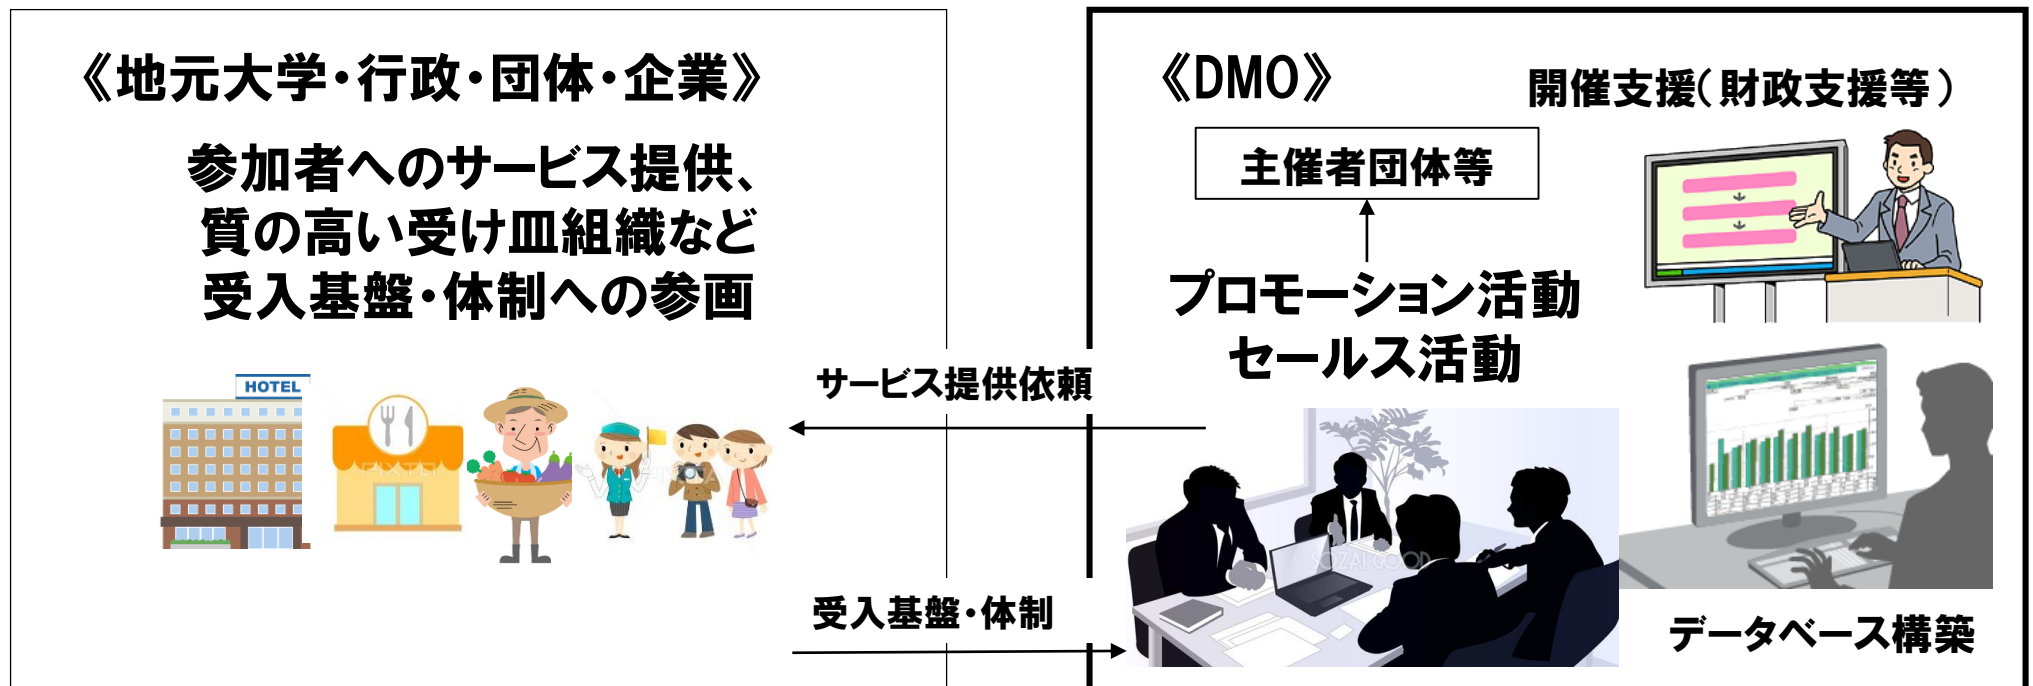 《地元大学・行政・団体・企業》
参加者へのサービス提供、
質の高い受け皿組織など
受入基盤・体制への参画
HOTEL
サービス提供依頼
受入基盤・体制
《DMO》
開催支援(財政支援等)
主催者団体等
プロモーション活動
セールス活動
SOZAI GOOD
データベース構築